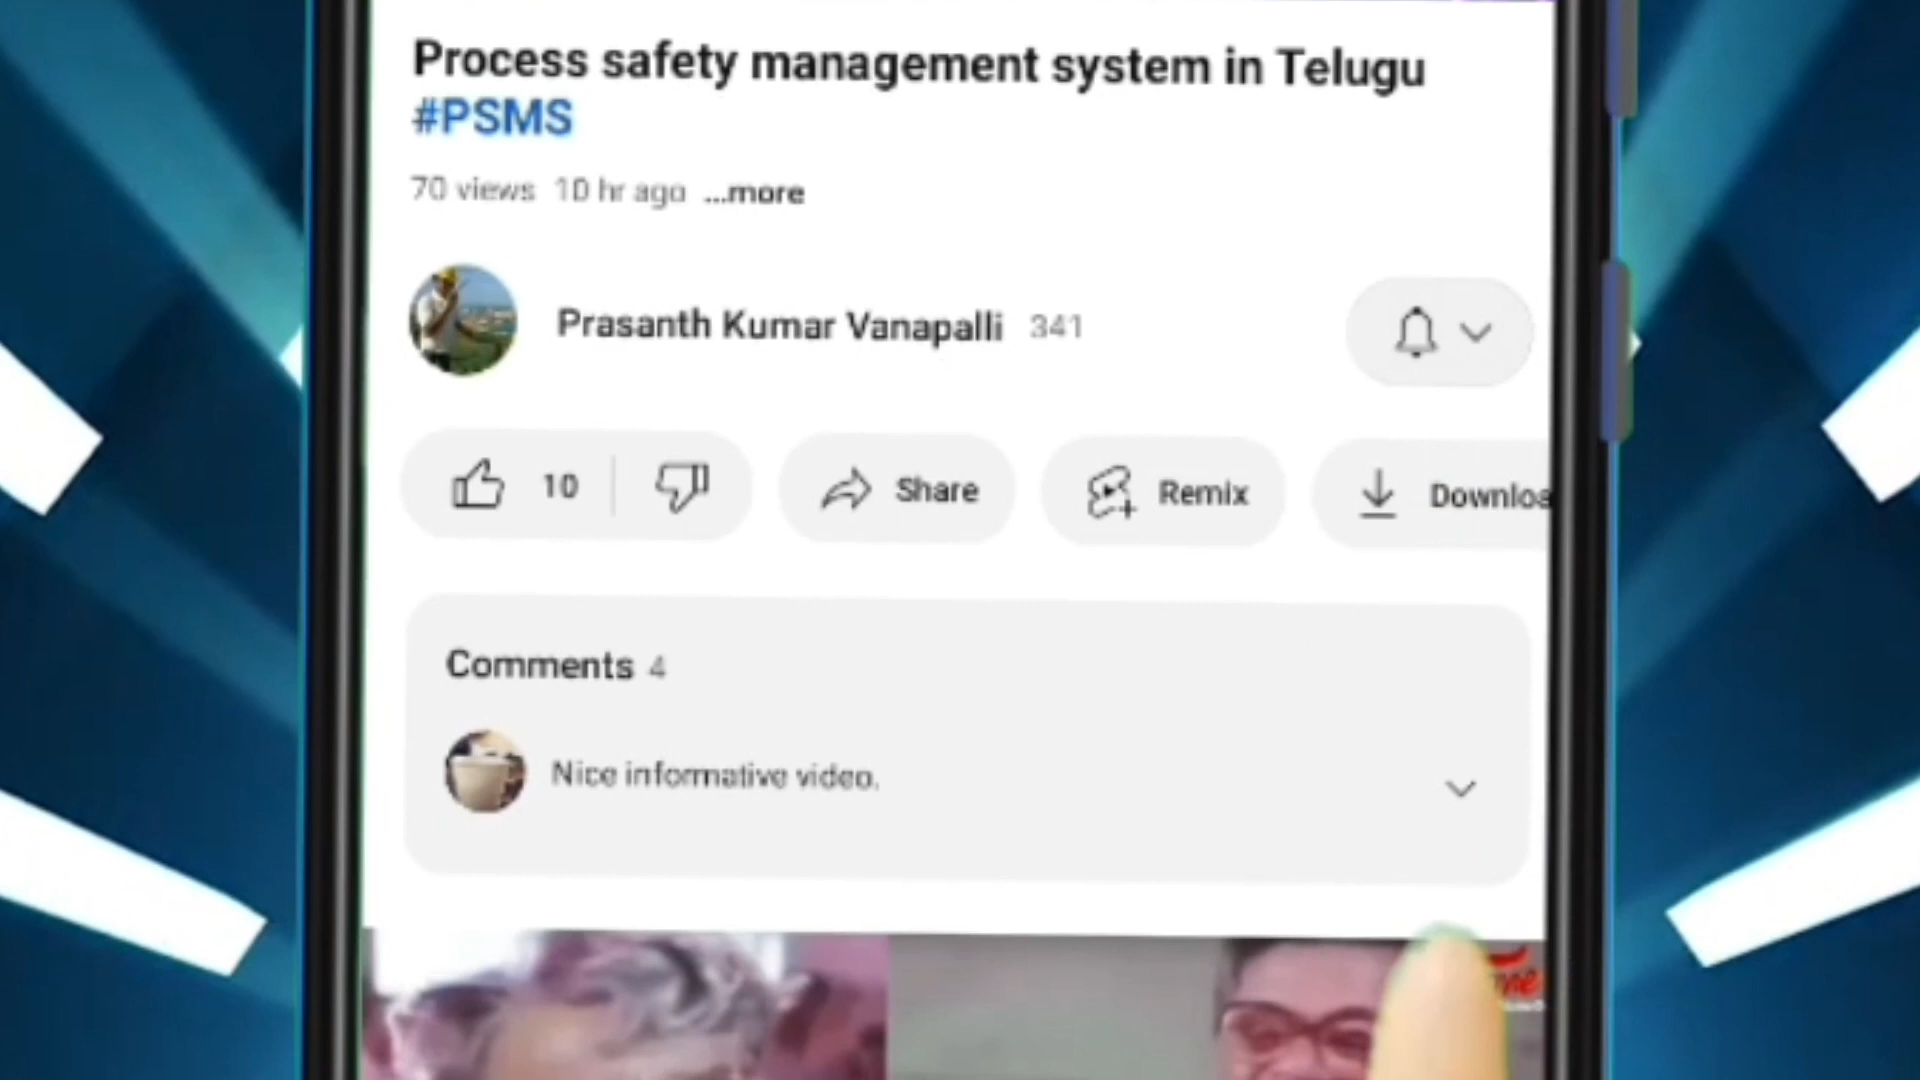 Process safety management system in Telugu
#PSMS
70 views 10 hr ago ...more
Prasanth Kumar Vanapalli 341
10
Share
Remix
Downloa
Comments 4
Nice informative video.